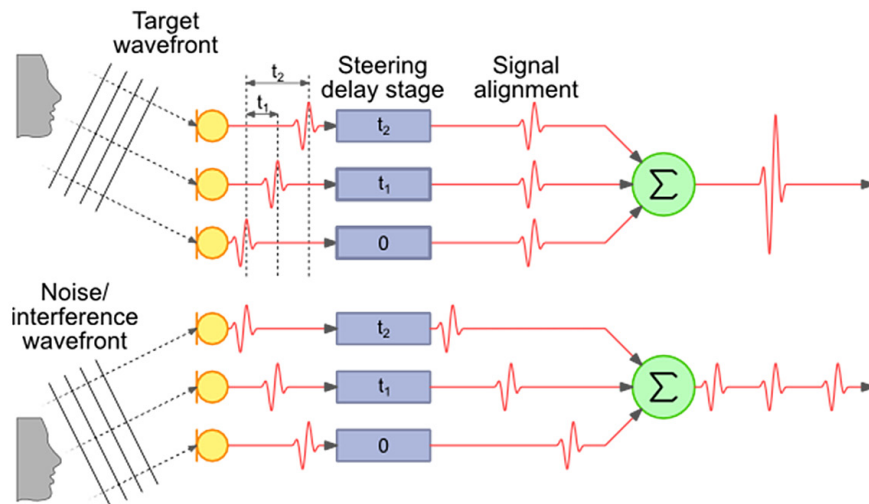 Target
wavefront
t2
t1
Steering
delay stage
Signal
alignment
t2
t1
0
Σ
Noise/
interference
wavefront
t2
t1
0
Σ